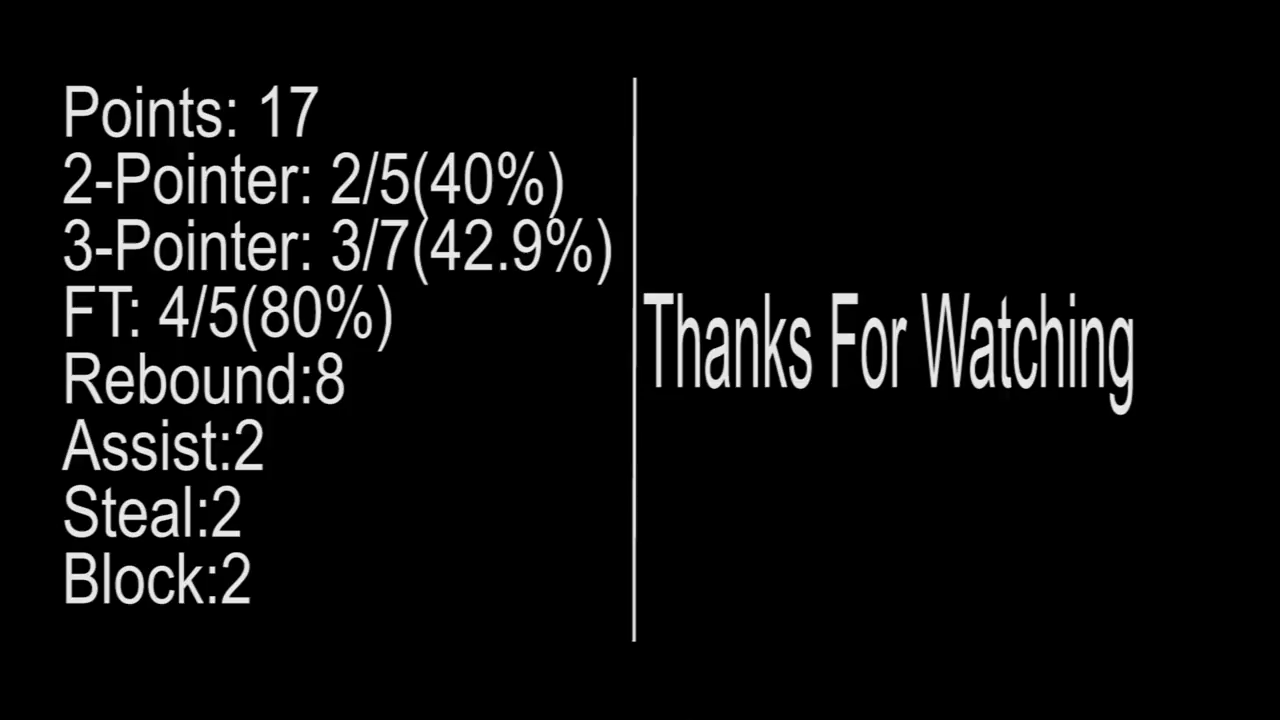 Points: 17
2-Pointer: 2/5(40%)
3-Pointer: 3/7(42.9%)
FT: 4/5(80%)
Rebound:8
Assist:2
Steal:2
Block:2
Thanks For Watching